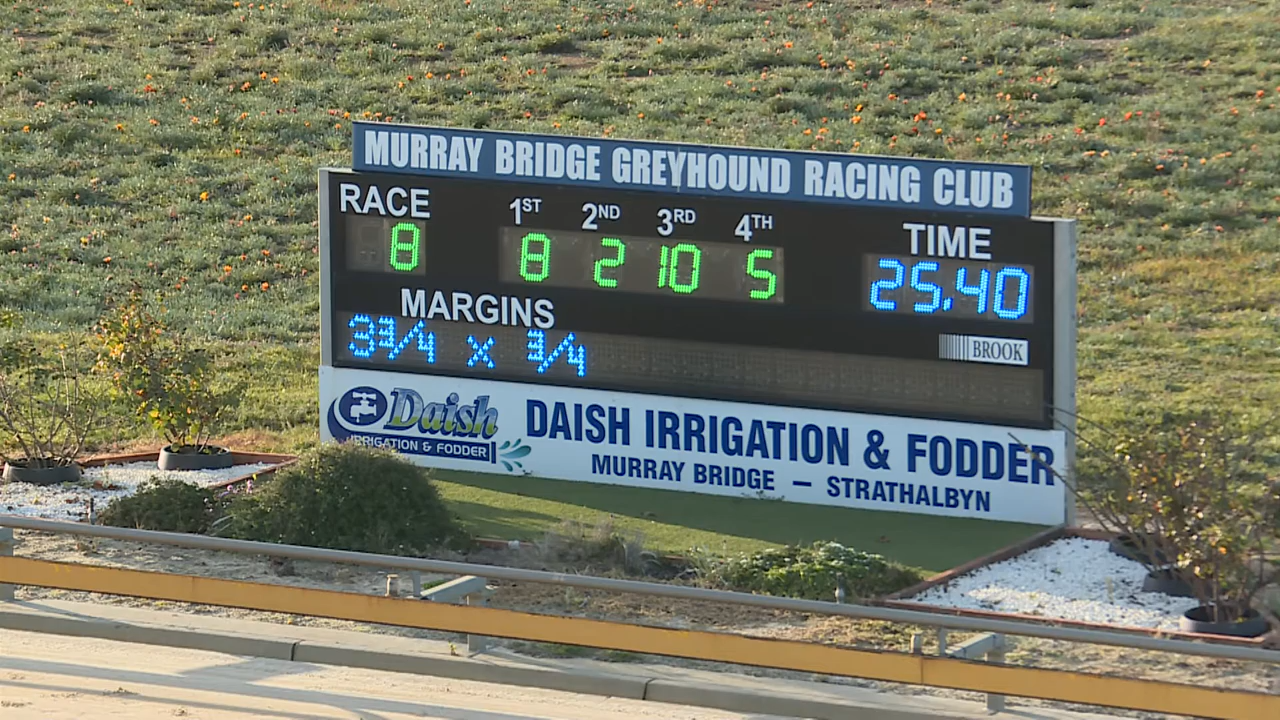 MURRAY BRIDGE GREYHOUND RACING CLUB
RACE 1ST 2ND 3RD 4TH TIME
8 8 2 10 5 25.40
MARGINS
3 3/4 x 3/4
BROOK
Daish
IRRIGATION & FODDER
DAISH IRRIGATION & FODDER
MURRAY BRIDGE – STRATHALBYN